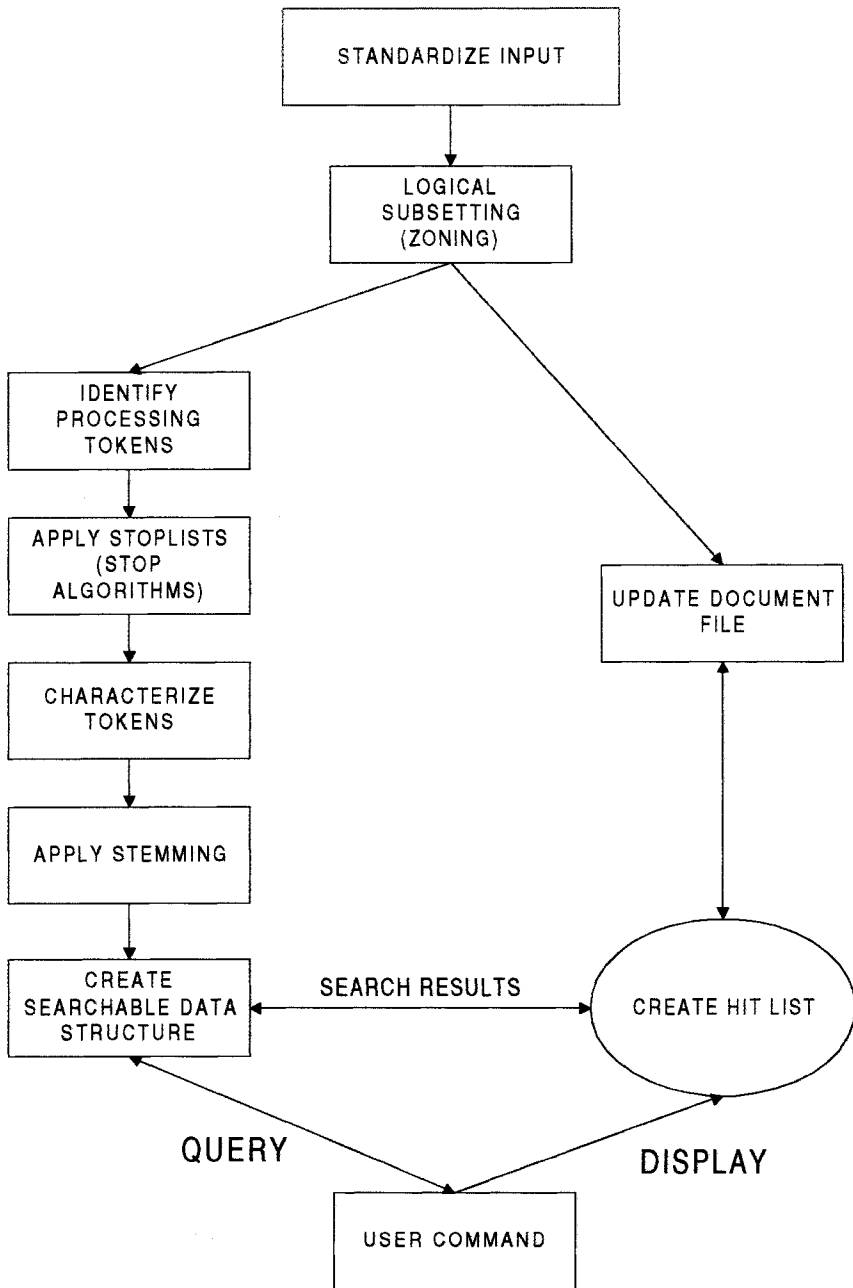 STANDARDIZE INPUT
LOGICAL
SUBSETTING
(ZONING)
IDENTIFY
PROCESSING
TOKENS
APPLY STOPLISTS
(STOP
ALGORITHMS)
UPDATE DOCUMENT
FILE
CHARACTERIZE
TOKENS
APPLY STEMMING
CREATE
SEARCHABLE DATA
STRUCTURE
SEARCH RESULTS
CREATE HIT LIST
QUERY
DISPLAY
USER COMMAND